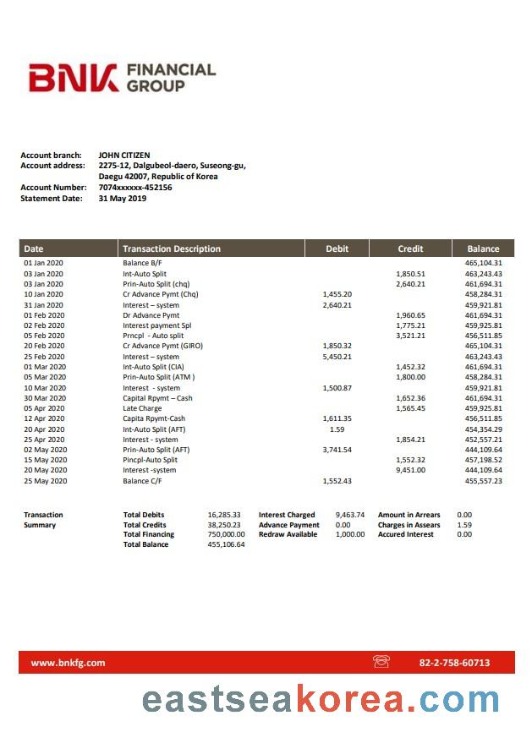 BNK FINANCIAL
GROUP
Account branch: JOHN CITIZEN
Account address: 2275-12, Dalgubeol-daero, Suseong-gu,
Daegu 42007, Republic of Korea
Account Number: 7074xxxxxx-452156
Statement Date: 31 May 2019
Date Transaction Description Debit Credit Balance
01 Jan 2020 Balance B/F 465,104.31
03 Jan 2020 Int-Auto Split 1,850.51 463,243.43
03 Jan 2020 Prin-Auto Split (chq) 2,640.21 461,694.31
10 Jan 2020 Cr Advance Pymt (Chq) 1,455.20 458,284.31
31 Jan 2020 Interest – system 2,640.21 459,921.81
01 Feb 2020 Dr Advance Pymt 1,960.65 461,694.31
02 Feb 2020 Interest payment Spl 1,775.21 459,925.81
05 Feb 2020 Prncpl - Auto split 3,521.21 456,511.85
20 Feb 2020 Cr Advance Pymt (GIRO) 1,850.32 465,104.31
25 Feb 2020 Interest – system 5,450.21 463,243.43
01 Mar 2020 Int-Auto Split (CIA) 1,452.32 461,694.31
05 Mar 2020 Prin-Auto Split (ATM ) 1,800.00 458,284.31
10 Mar 2020 Interest - system 1,500.87 459,921.81
30 Mar 2020 Capital Rpymt – Cash 1,652.36 461,694.31
05 Apr 2020 Late Charge 1,565.45 459,925.81
12 Apr 2020 Capita Rpymt-Cash 1,611.35 456,511.85
20 Apr 2020 Int-Auto Split (AFT) 1.59 454,354.29
25 Apr 2020 Interest - system 1,854.21 452,557.21
02 May 2020 Prin-Auto Split (AFT) 3,741.54 444,109.64
15 May 2020 Pincpl-Auto Split 1,552.32 457,198.52
20 May 2020 Interest -system 9,451.00 444,109.64
25 May 2020 Balance C/F 1,552.43 455,557.23
Transaction Total Debits 16,285.33 Interest Charged 9,463.74 Amount in Arrears 0.00
Summary Total Credits 38,250.23 Advance Payment 0.00 Charges in Assears 1.59
Total Financing 750,000.00 Redraw Available 1,000.00 Accured Interest 0.00
Total Balance 455,106.64
www.bnkfg.com 82-2-758-60713
eastseakorea.com